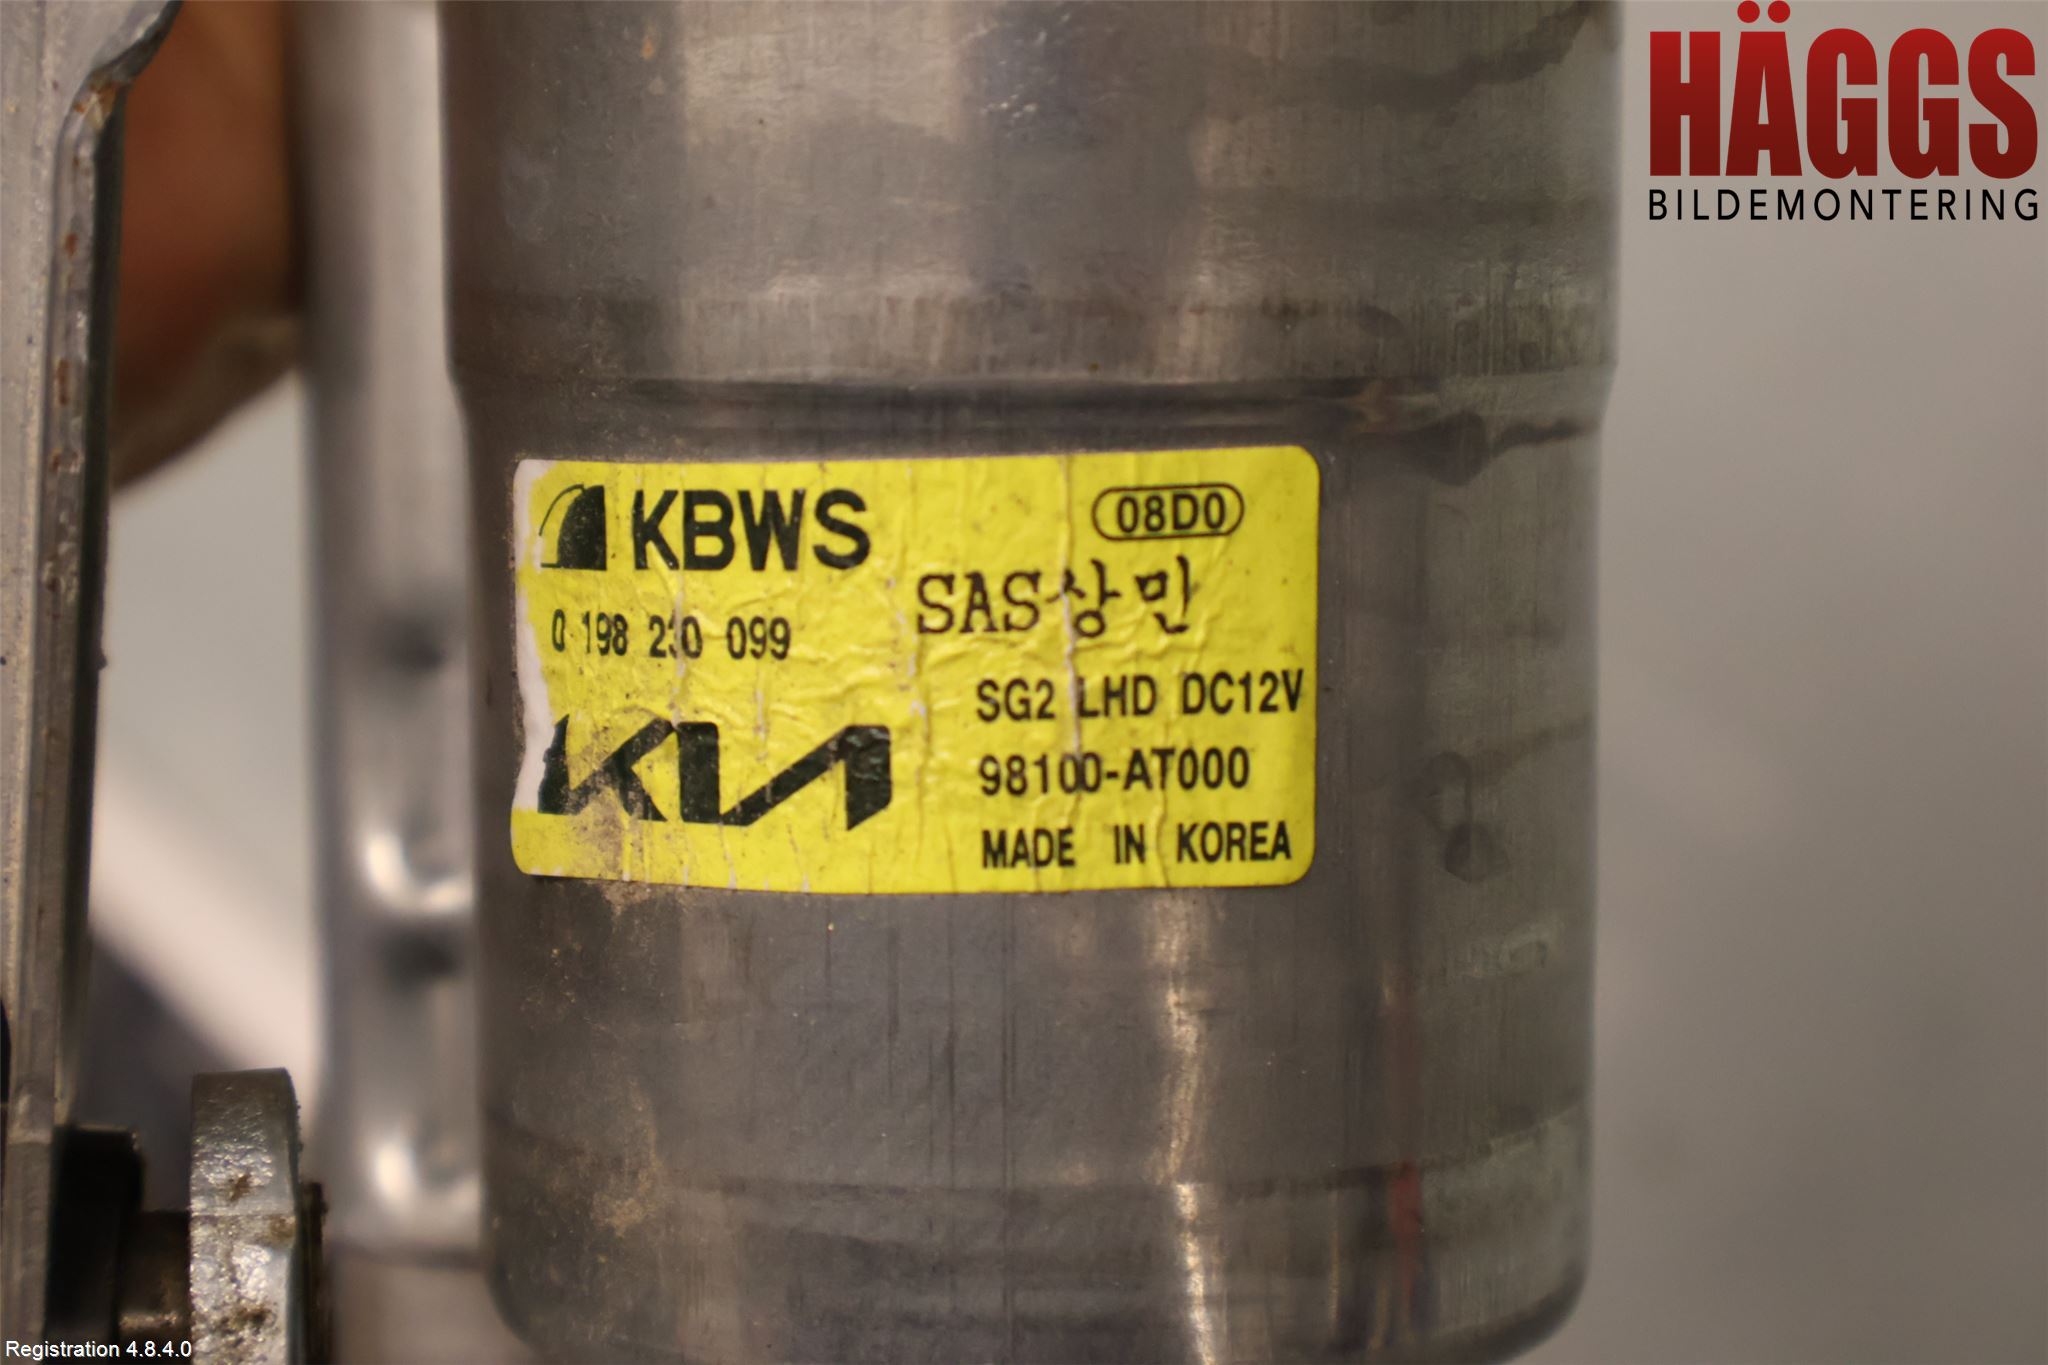 HÄGGS
BILDEMONTERING
KBWS
08D0
SAS상민
0 198 230 099
SG2 LHD DC12V
KIA
98100-AT000
MADE IN KOREA
Registration 4.8.4.0